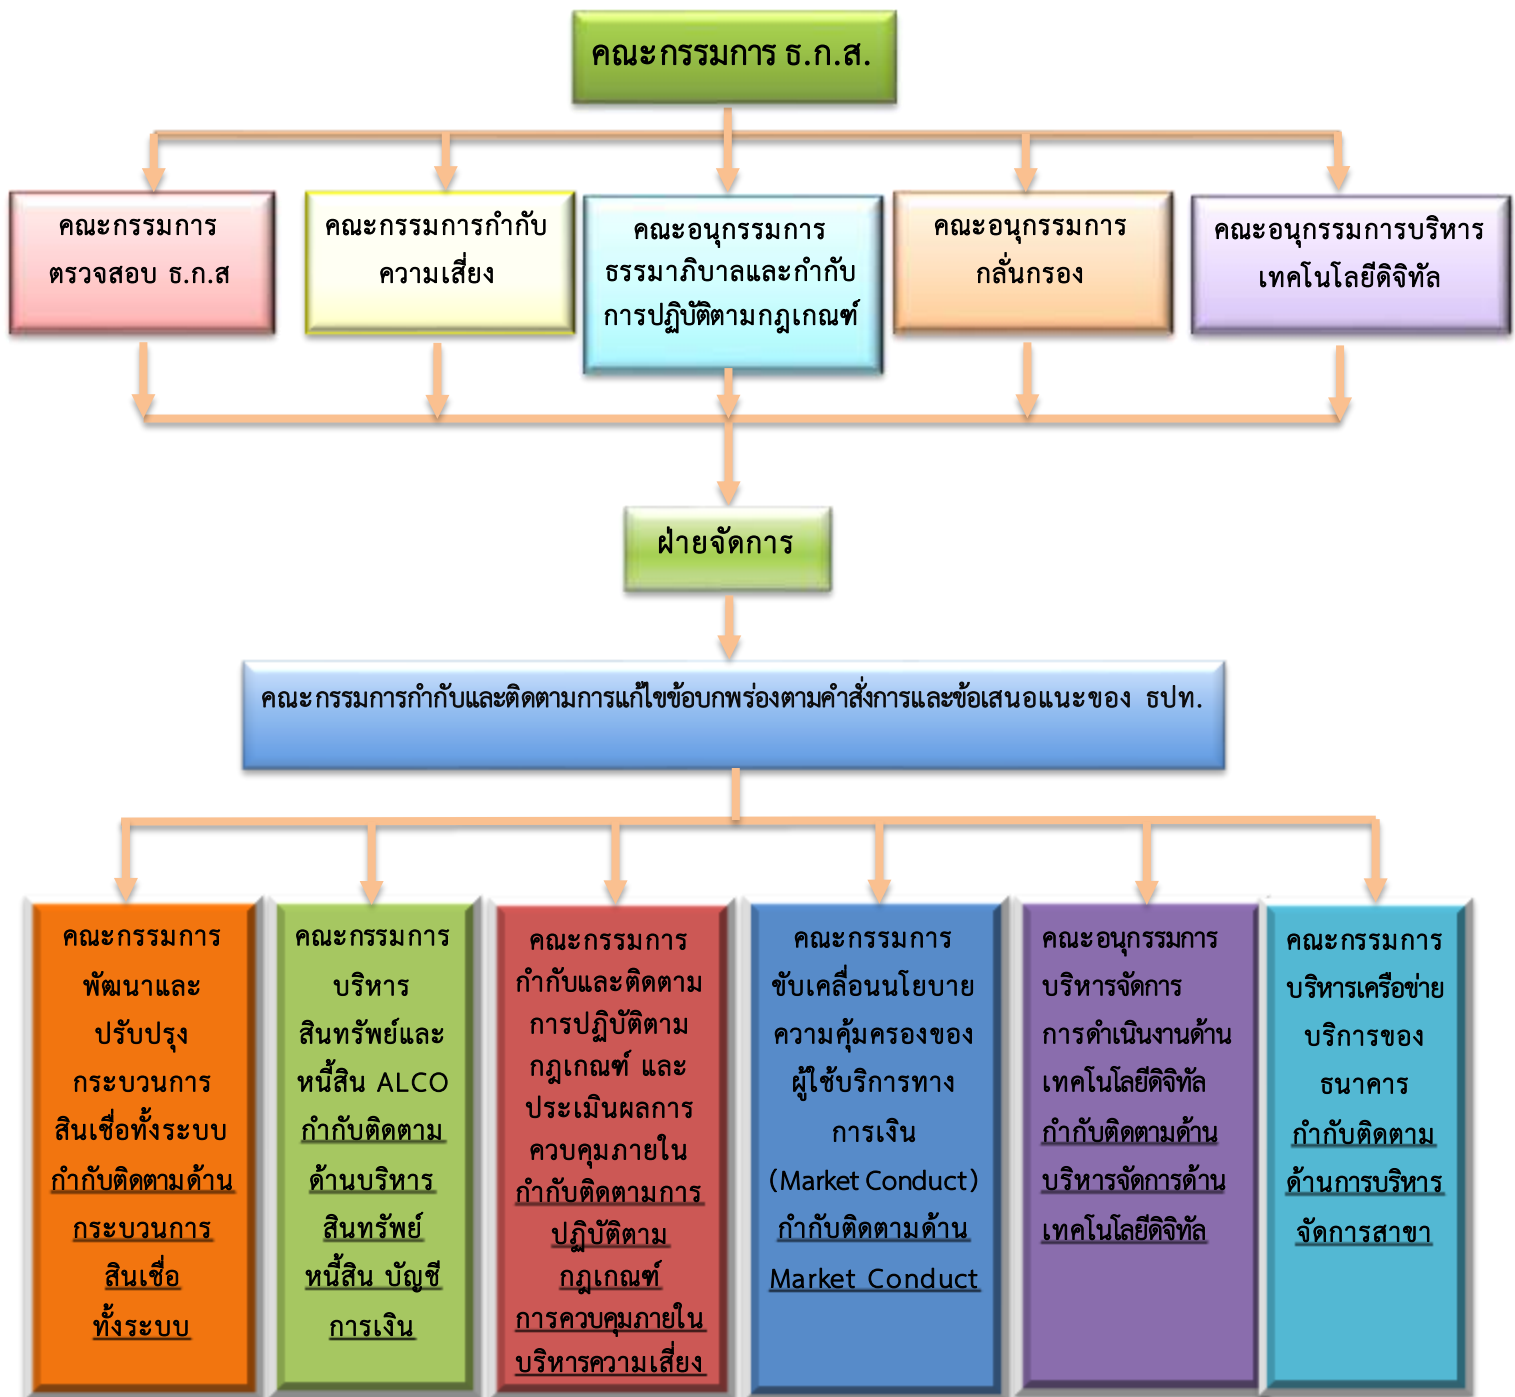 คณะกรรมการ ธ.ก.ส.
คณะกรรมการ
ตรวจสอบ ธ.ก.ส
คณะกรรมการกำกับ
ความเสี่ยง
คณะอนุกรรมการ
ธรรมาภิบาลและกำกับ
การปฏิบัติตามกฎเกณฑ์
คณะอนุกรรมการ
กลั่นกรอง
คณะอนุกรรมการบริหาร
เทคโนโลยีดิจิทัล
ฝ่ายจัดการ
คณะกรรมการกำกับและติดตามการแก้ไขข้อบกพร่องตามคำสั่งการและข้อเสนอแนะของ ธปท.
คณะกรรมการ
พัฒนาและ
ปรับปรุง
กระบวนการ
สินเชื่อทั้งระบบ
กำกับติดตามด้าน
กระบวนการ
สินเชื่อ
ทั้งระบบ
คณะกรรมการ
บริหาร
สินทรัพย์และ
หนี้สิน ALCO
กำกับติดตาม
ด้านบริหาร
สินทรัพย์
หนี้สิน บัญชี
การเงิน
คณะกรรมการ
กำกับและติดตาม
การปฏิบัติตาม
กฎเกณฑ์ และ
ประเมินผลการ
ควบคุมภายใน
กำกับติดตามการ
ปฏิบัติตาม
กฎเกณฑ์
การควบคุมภายใน
บริหารความเสี่ยง
คณะกรรมการ
ขับเคลื่อนนโยบาย
ความคุ้มครองของ
ผู้ใช้บริการทาง
การเงิน
(Market Conduct)
กำกับติดตามด้าน
Market Conduct
คณะอนุกรรมการ
บริหารจัดการ
การดำเนินงานด้าน
เทคโนโลยีดิจิทัล
กำกับติดตามด้าน
บริหารจัดการด้าน
เทคโนโลยีดิจิทัล
คณะกรรมการ
บริหารเครือข่าย
บริการของ
ธนาคาร
กำกับติดตาม
ด้านการบริหาร
จัดการสาขา